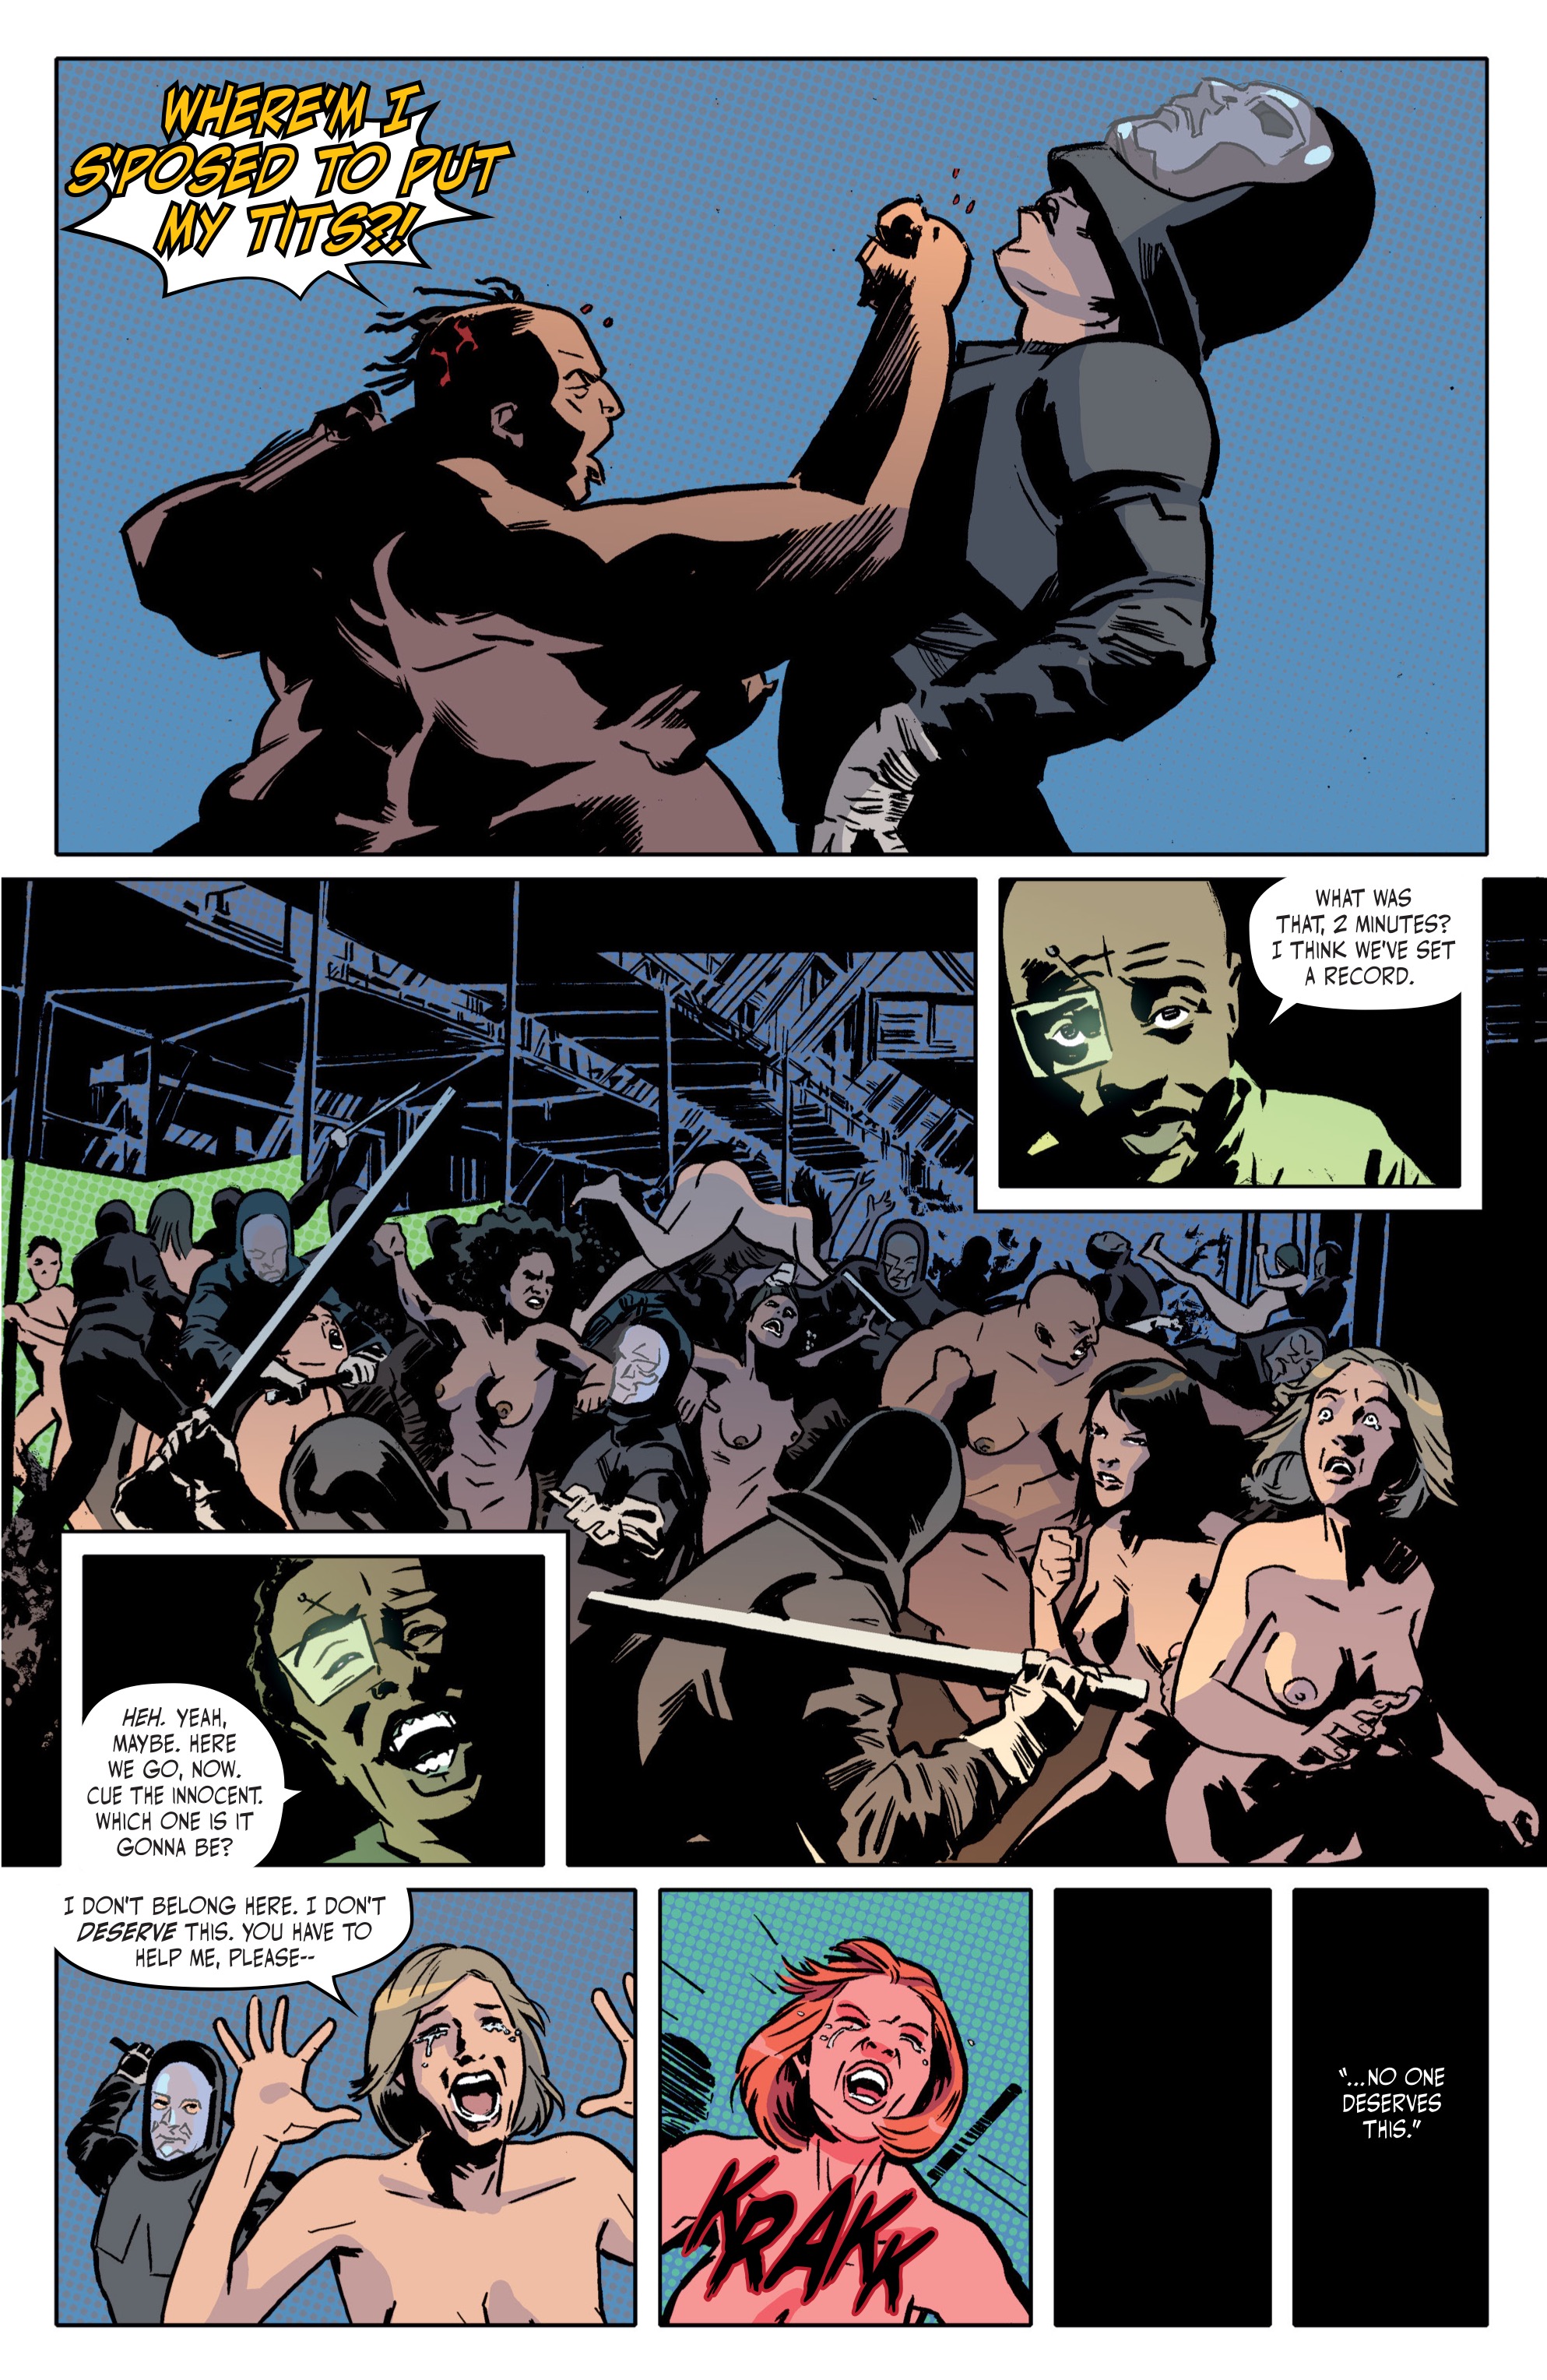 WHERE'M I
S'POSED TO PUT
MY TITS?!
WHAT WAS
THAT, 2 MINUTES?
I THINK WE'VE SET
A RECORD.
HEH. YEAH,
MAYBE. HERE
WE GO, NOW.
CUE THE INNOCENT.
WHICH ONE IS IT
GONNA BE?
I DON'T BELONG HERE. I DON'T
DESERVE THIS. YOU HAVE TO
HELP ME, PLEASE--
KRAKK
"...NO ONE
DESERVES
THIS."